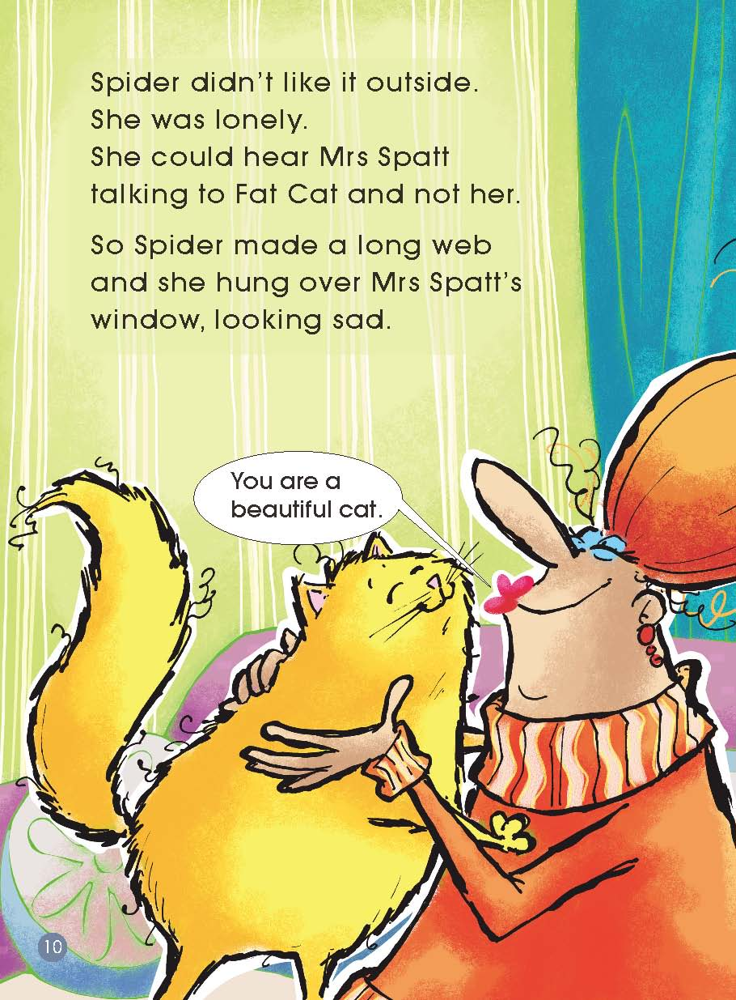 Spider didn't like it outside.
She was lonely.
She could hear Mrs Spatt
talking to Fat Cat and not her.
So Spider made a long web
and she hung over Mrs Spatt's
window, looking sad.
You are a
beautiful cat.
10